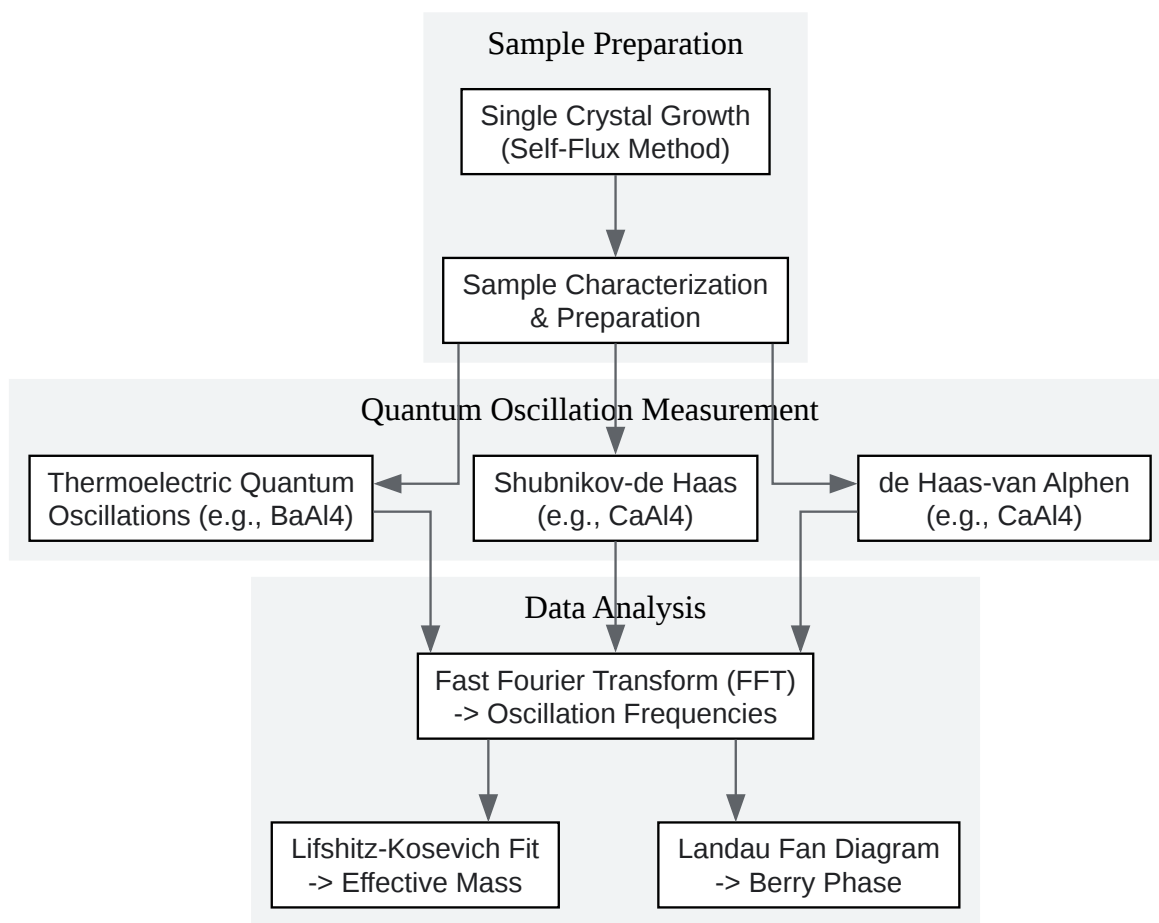 Sample Preparation
Single Crystal Growth
(Self-Flux Method)
Sample Characterization
& Preparation
Quantum Oscillation Measurement
Thermoelectric Quantum
Oscillations (e.g., BaAl4)
Shubnikov-de Haas
(e.g., CaAl4)
de Haas-van Alphen
(e.g., CaAl4)
Data Analysis
Fast Fourier Transform (FFT)
-> Oscillation Frequencies
Lifshitz-Kosevich Fit
-> Effective Mass
Landau Fan Diagram
-> Berry Phase